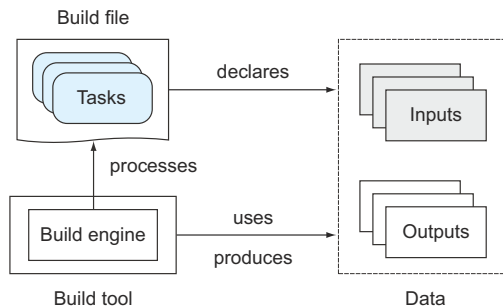 Build file
Tasks
declares
Inputs
processes
Build engine
uses
produces
Outputs
Build tool
Data